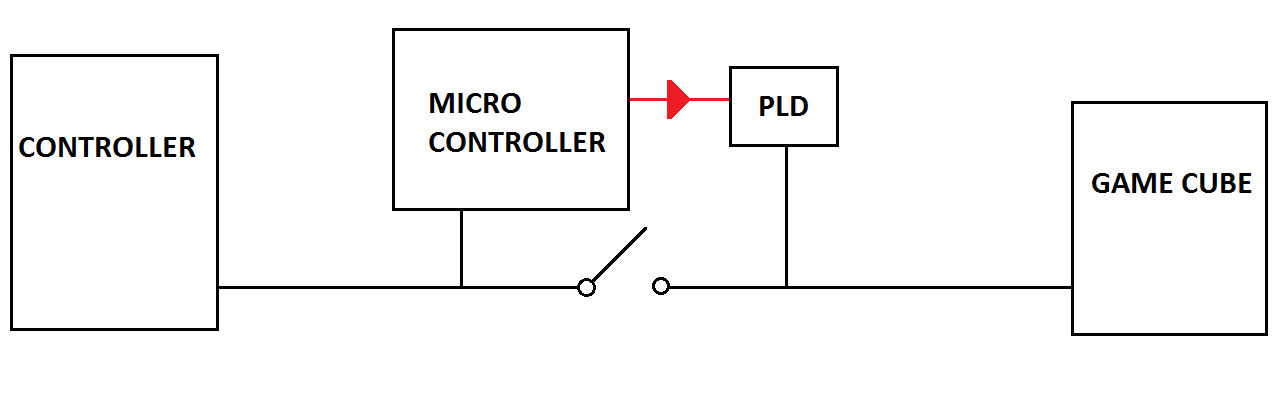 CONTROLLER
MICRO
CONTROLLER
PLD
GAME CUBE